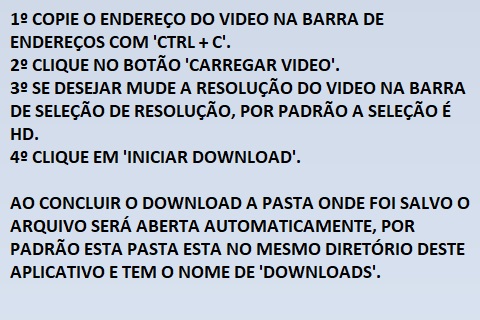 1º COPIE O ENDEREÇO DO VIDEO NA BARRA DE
ENDEREÇOS COM 'CTRL + C'.
2º CLIQUE NO BOTÃO 'CARREGAR VIDEO'.
3º SE DESEJAR MUDE A RESOLUÇÃO DO VIDEO NA BARRA
DE SELEÇÃO DE RESOLUÇÃO, POR PADRÃO A SELEÇÃO É
HD.
4º CLIQUE EM 'INICIAR DOWNLOAD'.

AO CONCLUIR O DOWNLOAD A PASTA ONDE FOI SALVO O
ARQUIVO SERÁ ABERTA AUTOMATICAMENTE, POR
PADRÃO ESTA PASTA ESTA NO MESMO DIRETÓRIO DESTE
APLICATIVO E TEM O NOME DE 'DOWNLOADS'.